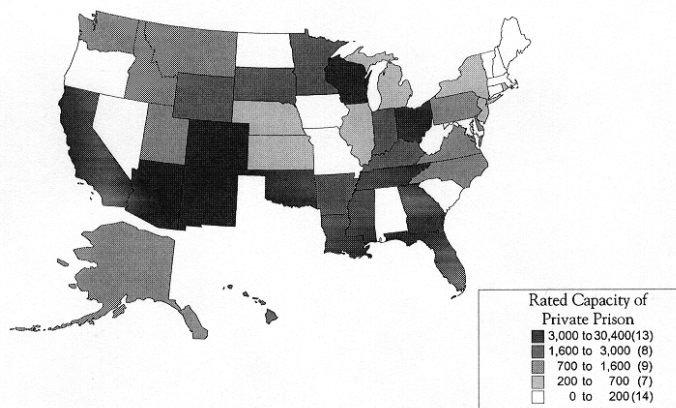 Rated Capacity of
Private Prison
3,000 to 30,400(13)
1,600 to 3,000 (8)
700 to 1,600 (9)
200 to 700 (7)
0 to 200(14)